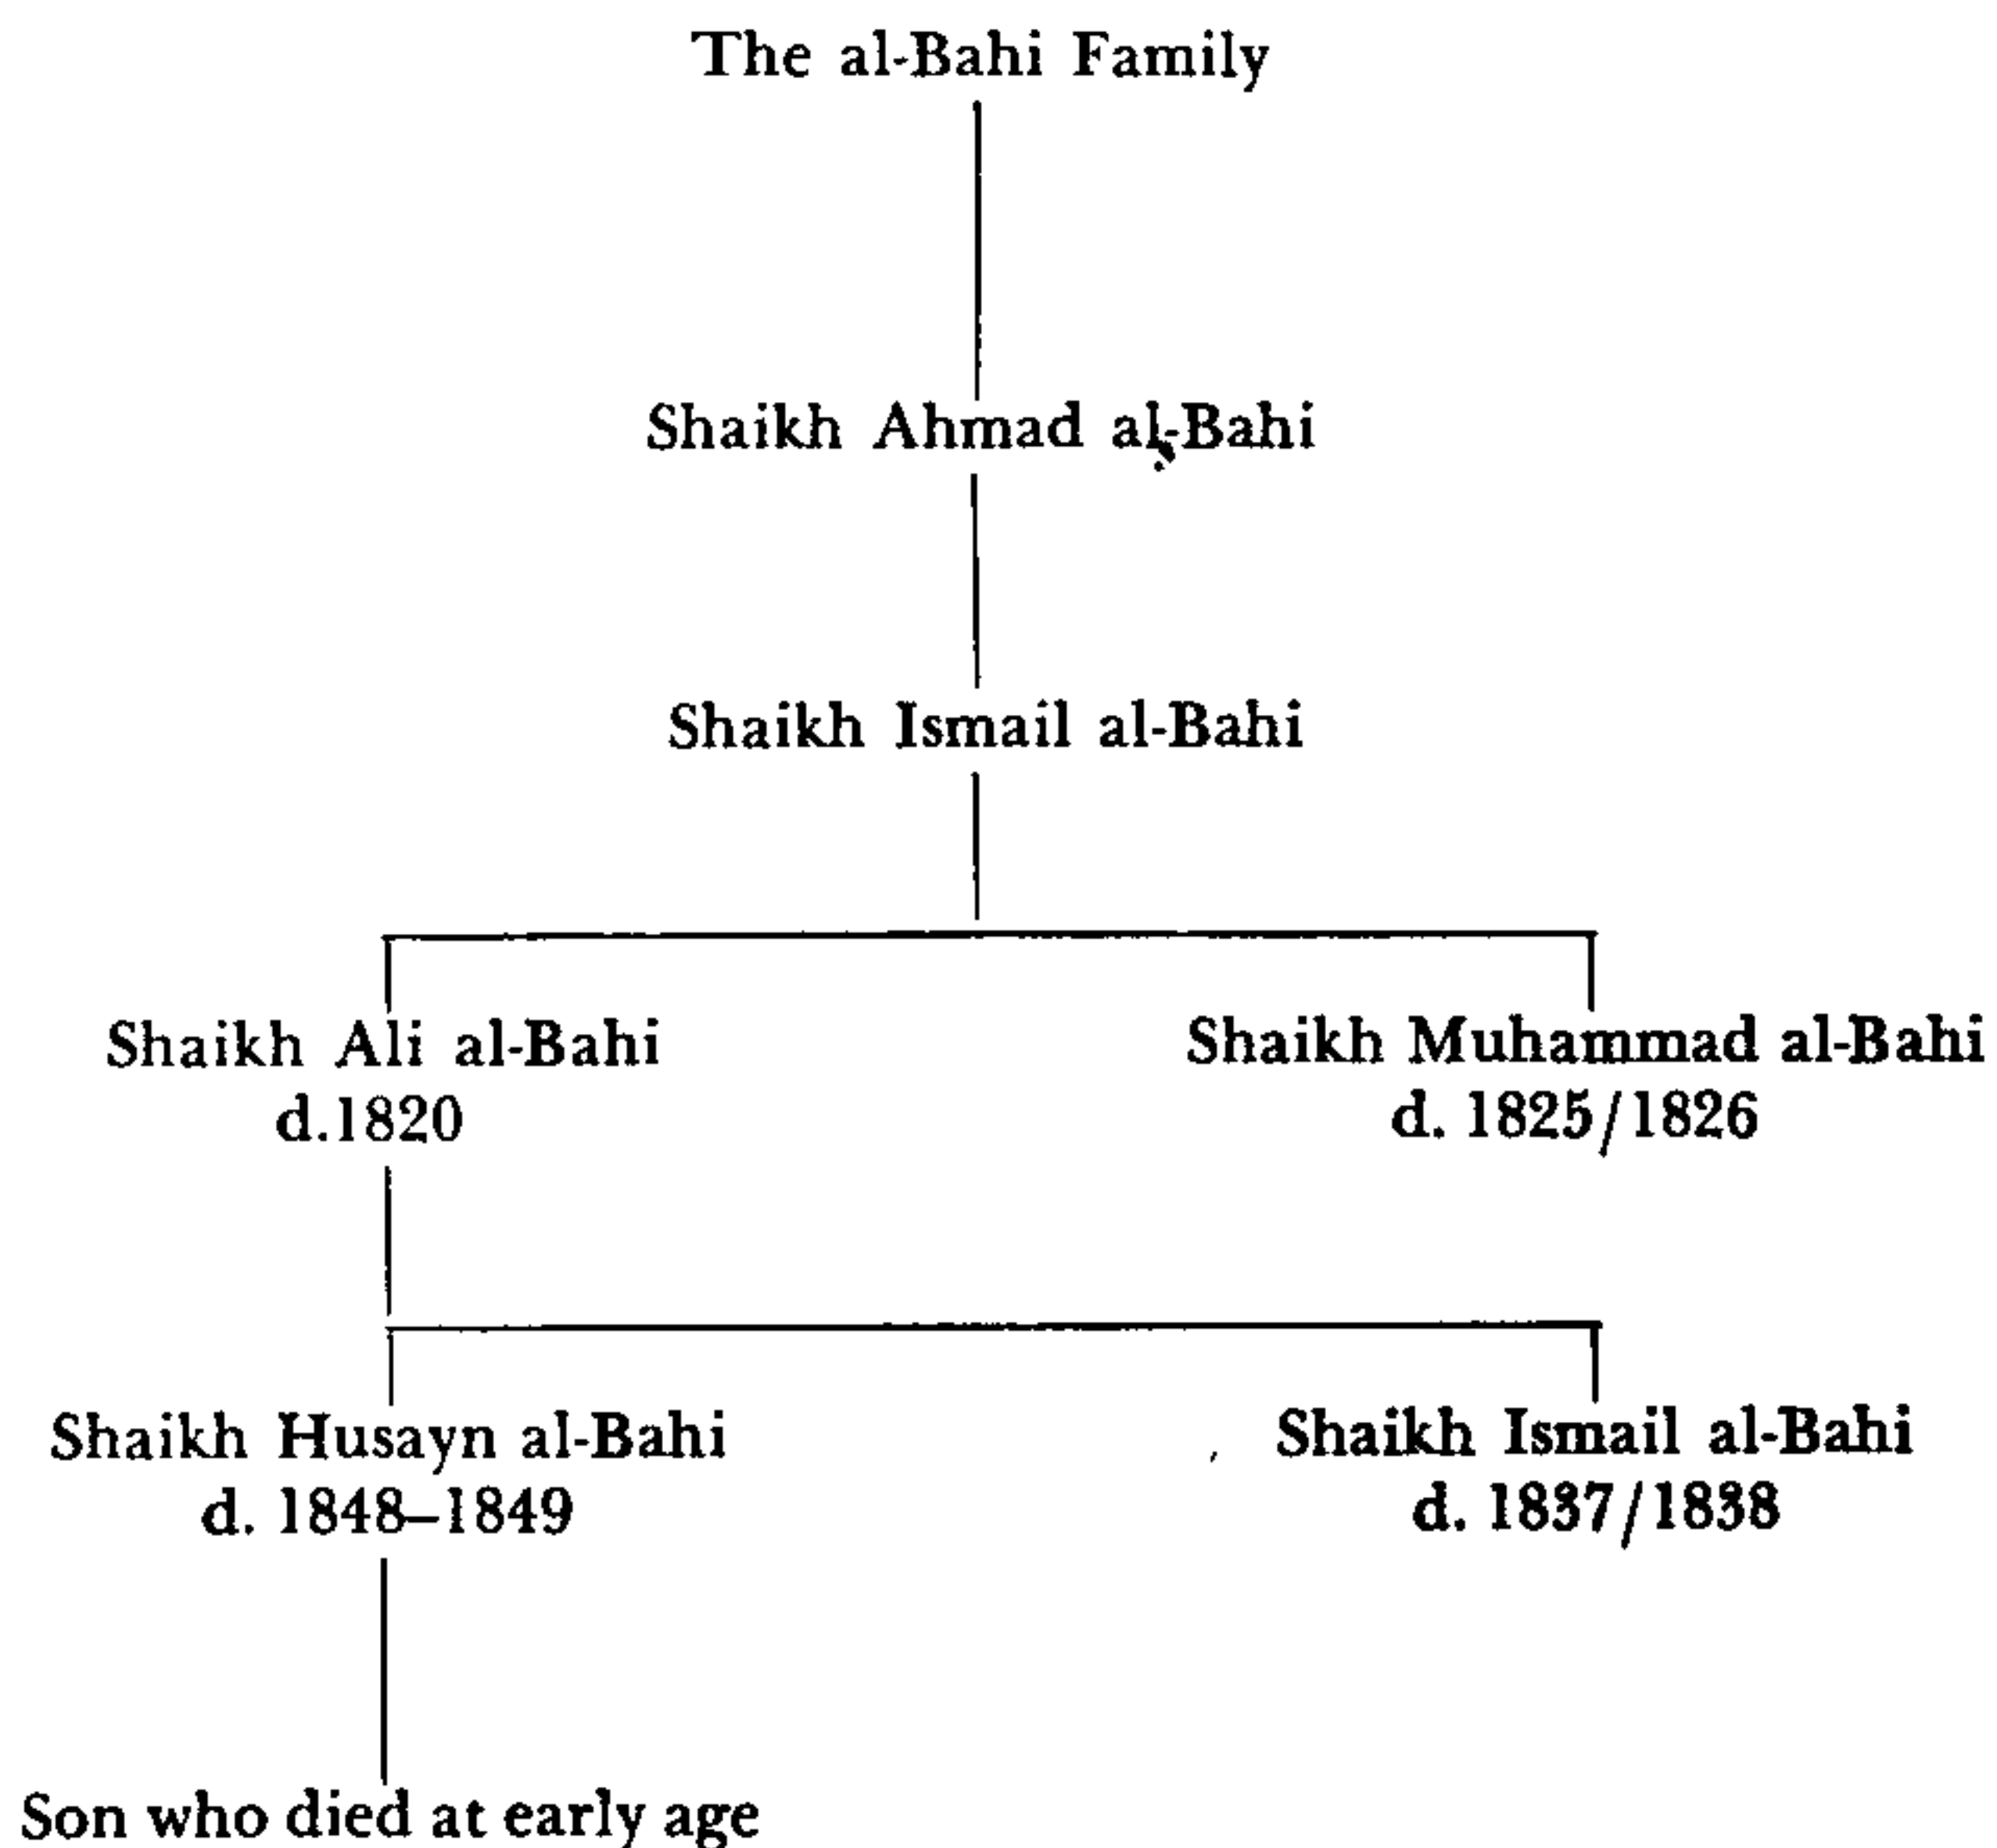 The al-Bahi Family
Shaikh Ahmad al-Bahi
Shaikh Ismail al-Bahi
Shaikh Ali al-Bahi
d.1820
Shaikh Muhammad al-Bahi
d. 1825/1826
Shaikh Husayn al-Bahi
d. 1848–1849
Shaikh Ismail al-Bahi
d. 1837/1838
Son who died at early age